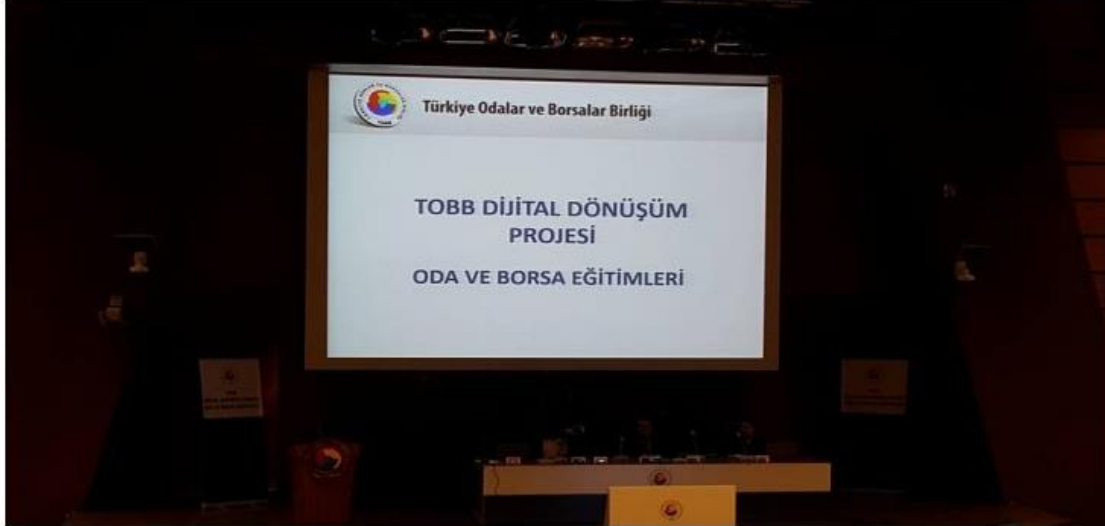 Türkiye Odalar ve Borsalar Birliği
TOBB DİJİTAL DÖNÜŞÜM
PROJESİ
ODA VE BORSA EĞİTİMLERİ